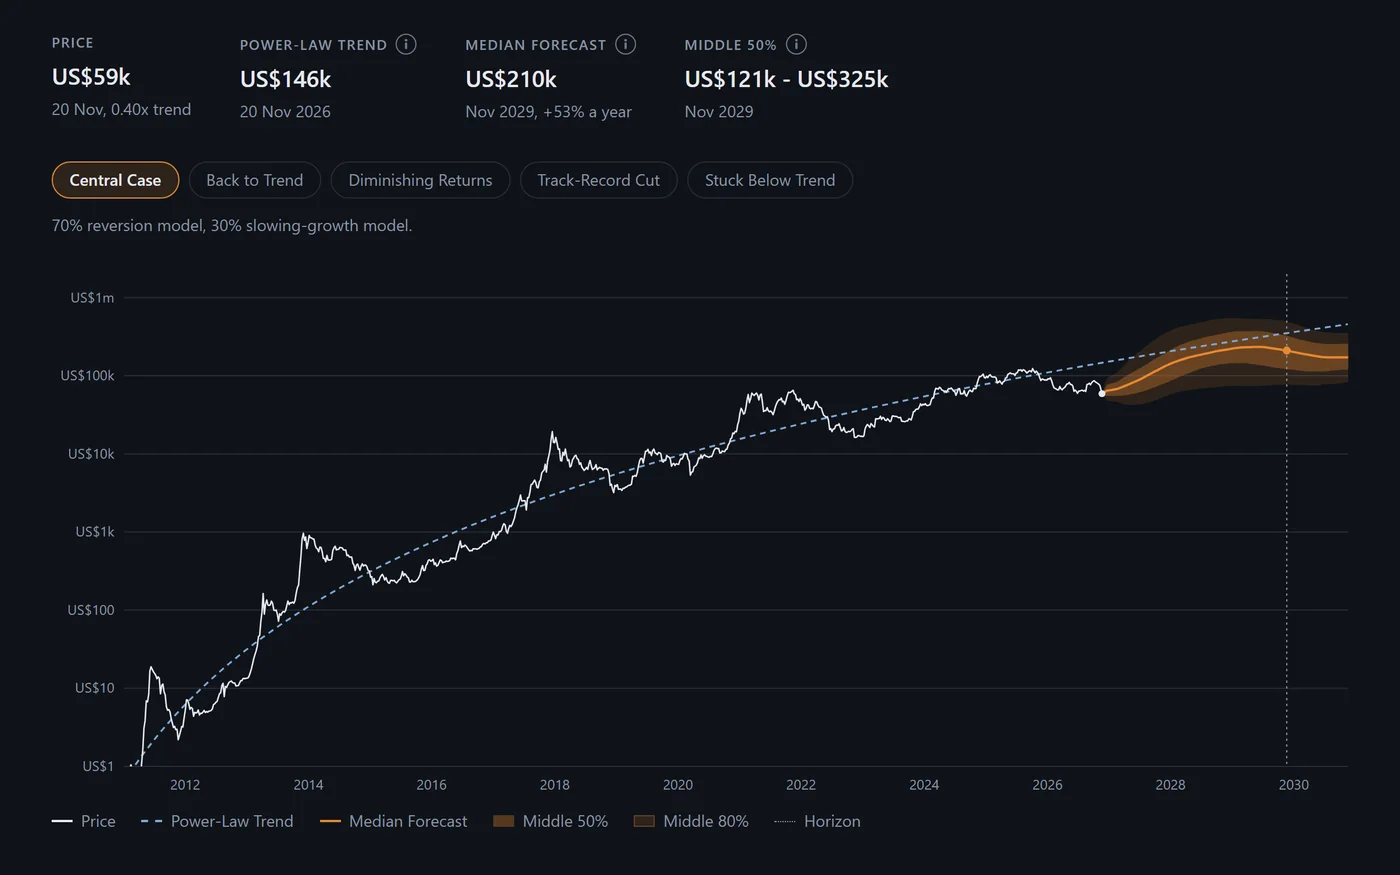 PRICE
US$59k
20 Nov, 0.40x trend
POWER-LAW TREND
US$146k
20 Nov 2026
MEDIAN FORECAST
US$210k
Nov 2029, +53% a year
MIDDLE 50%
US$121k - US$325k
Nov 2029
Central Case
Back to Trend
Diminishing Returns
Track-Record Cut
Stuck Below Trend
70% reversion model, 30% slowing-growth model.
US$1m
US$100k
US$10k
US$1k
US$100
US$10
US$1
2012
2014
2016
2018
2020
2022
2024
2026
2028
2030
Price
Power-Law Trend
Median Forecast
Middle 50%
Middle 80%
Horizon